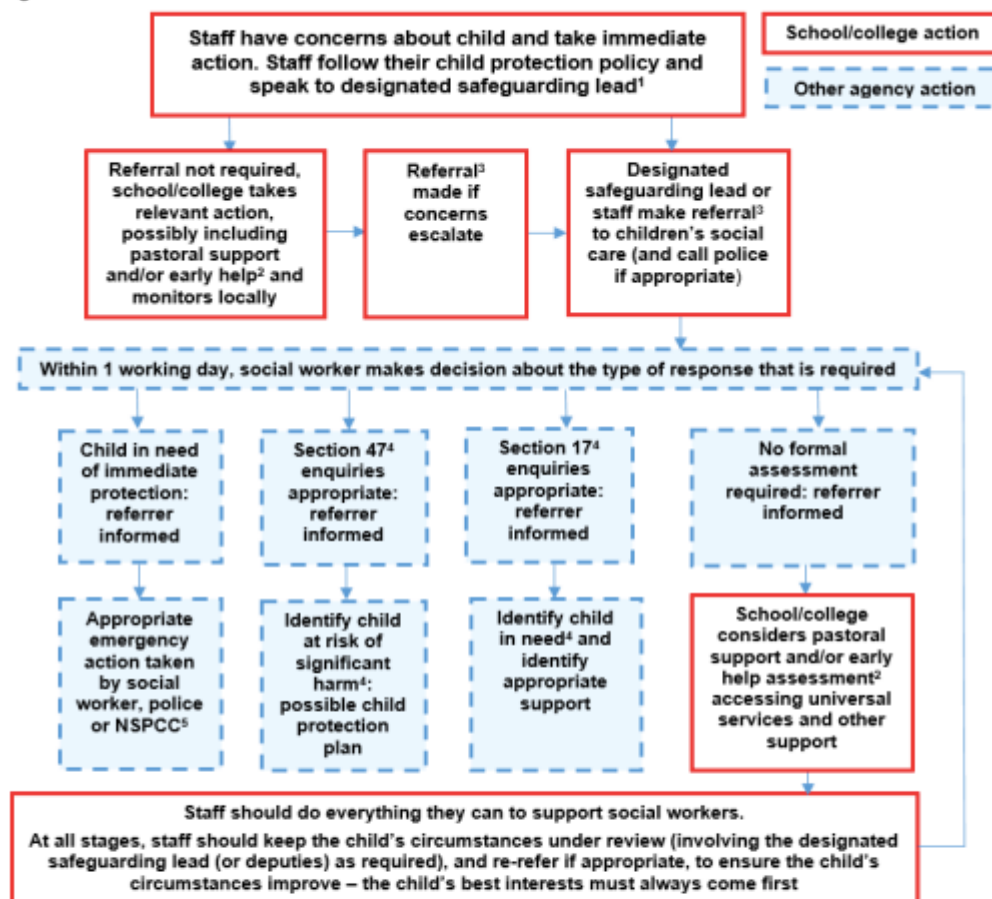 Staff have concerns about child and take immediate
action. Staff follow their child protection policy and
speak to designated safeguarding lead¹
School/college action
Other agency action
Referral not required,
school/college takes
relevant action,
possibly including
pastoral support
and/or early help² and
monitors locally
Referral³
made if
concerns
escalate
Designated
safeguarding lead or
staff make referral³
to children's social
care (and call police
if appropriate)
Within 1 working day, social worker makes decision about the type of response that is required
Child in need
of immediate
protection:
referrer
informed
Section 47⁴
enquiries
appropriate:
referrer
informed
Section 17⁴
enquiries
appropriate:
referrer
informed
No formal
assessment
required: referrer
informed
Appropriate
emergency
action taken
by social
worker, police
or NSPCC⁵
Identify child
at risk of
significant
harm⁴:
possible child
protection
plan
Identify child
in need⁴ and
identify
appropriate
support
School/college
considers pastoral
support and/or early
help assessment²
accessing universal
services and other
support
Staff should do everything they can to support social workers.
At all stages, staff should keep the child's circumstances under review (involving the designated
safeguarding lead (or deputies) as required), and re-refer if appropriate, to ensure the child's
circumstances improve – the child's best interests must always come first